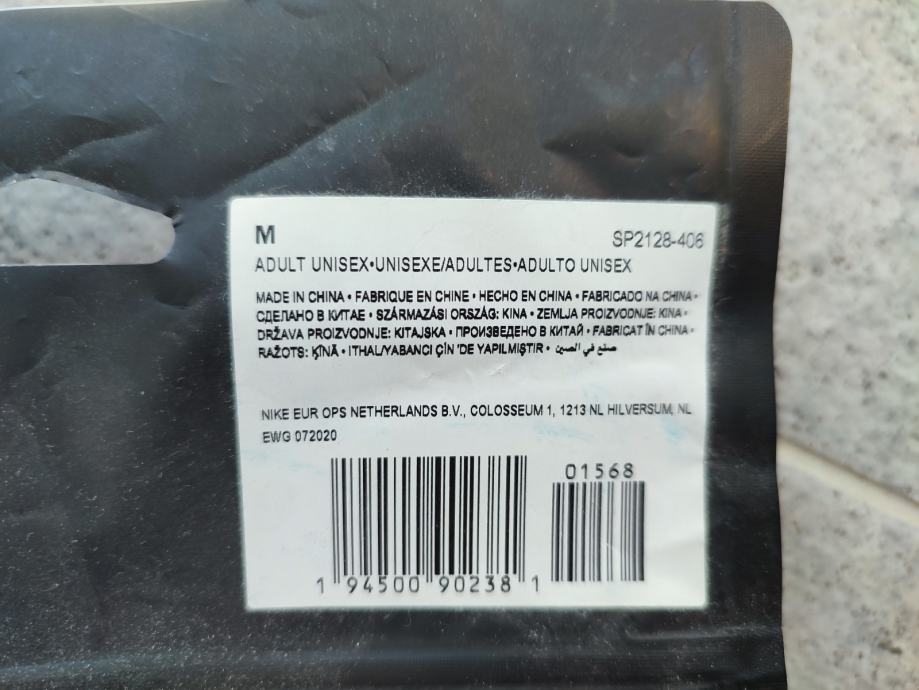 M
SP2128-406
ADULT UNISEX•UNISEXE/ADULTES•ADULTO UNISEX
MADE IN CHINA • FABRIQUE EN CHINE • HECHO EN CHINA • FABRICADO NA CHINA •
СДЕЛАНО В КИТАЕ • SZÁRMAZÁSI ORSZÁG: KINA • ZEMLJA PROIZVODNJE: KINA •
DRŽAVA PROIZVODNJE: KITAJSKA • ПРОИЗВЕДЕНО В КИТАЙ • FABRICAT ÎN CHINA •
RAŽOTS: ĶĪNĀ • ITHAL/YABANCI ÇİN 'DE YAPILMIŞTIR • صنع في الصين
NIKE EUR OPS NETHERLANDS B.V., COLOSSEUM 1, 1213 NL HILVERSUM, NL
EWG 072020
01568
1 94500 90238 1